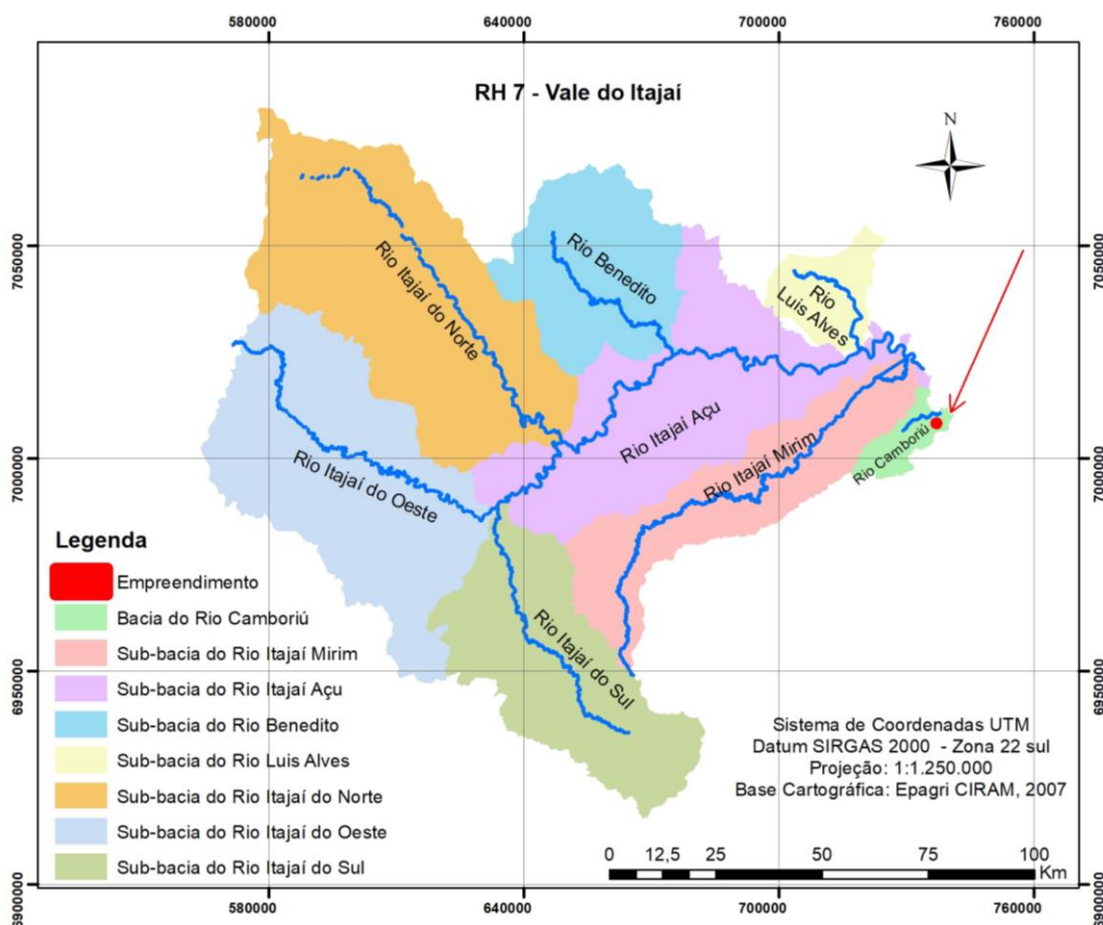 580000
640000
700000
760000
RH 7 - Vale do Itajaí
N
7050000
7050000
Rio Benedito
Rio
Luis Alves
Rio Itajaí do Norte
Rio Itajaí Açu
Rio Itajaí Mirim
Rio Camboriú
7000000
7000000
Rio Itajaí do Oeste
Rio Itajaí do Sul
Legenda
Empreendimento
Bacia do Rio Camboriú
Sub-bacia do Rio Itajaí Mirim
Sub-bacia do Rio Itajaí Açu
Sub-bacia do Rio Benedito
Sub-bacia do Rio Luis Alves
Sub-bacia do Rio Itajaí do Norte
Sub-bacia do Rio Itajaí do Oeste
Sub-bacia do Rio Itajaí do Sul
6950000
6950000
Sistema de Coordenadas UTM
Datum SIRGAS 2000 - Zona 22 sul
Projeção: 1:1.250.000
Base Cartográfica: Epagri CIRAM, 2007
0 12,5 25 50 75 100
Km
6900000
6900000
580000
640000
700000
760000